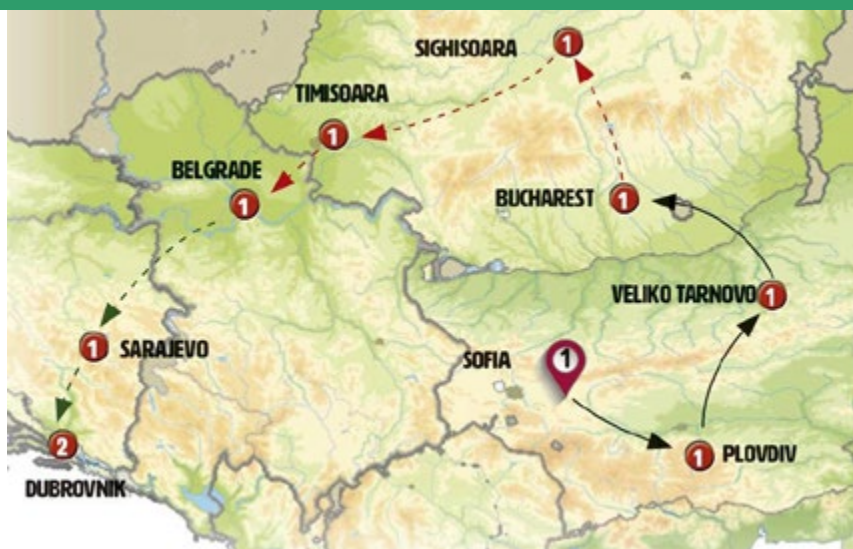 SIGHISOARA
1
TIMISOARA
1
BELGRADE
1
BUCHAREST
1
VELIKO TARNOVO
1
1
SARAJEVO
SOFIA
1
2
DUBROVNIK
1
PLOVDIV